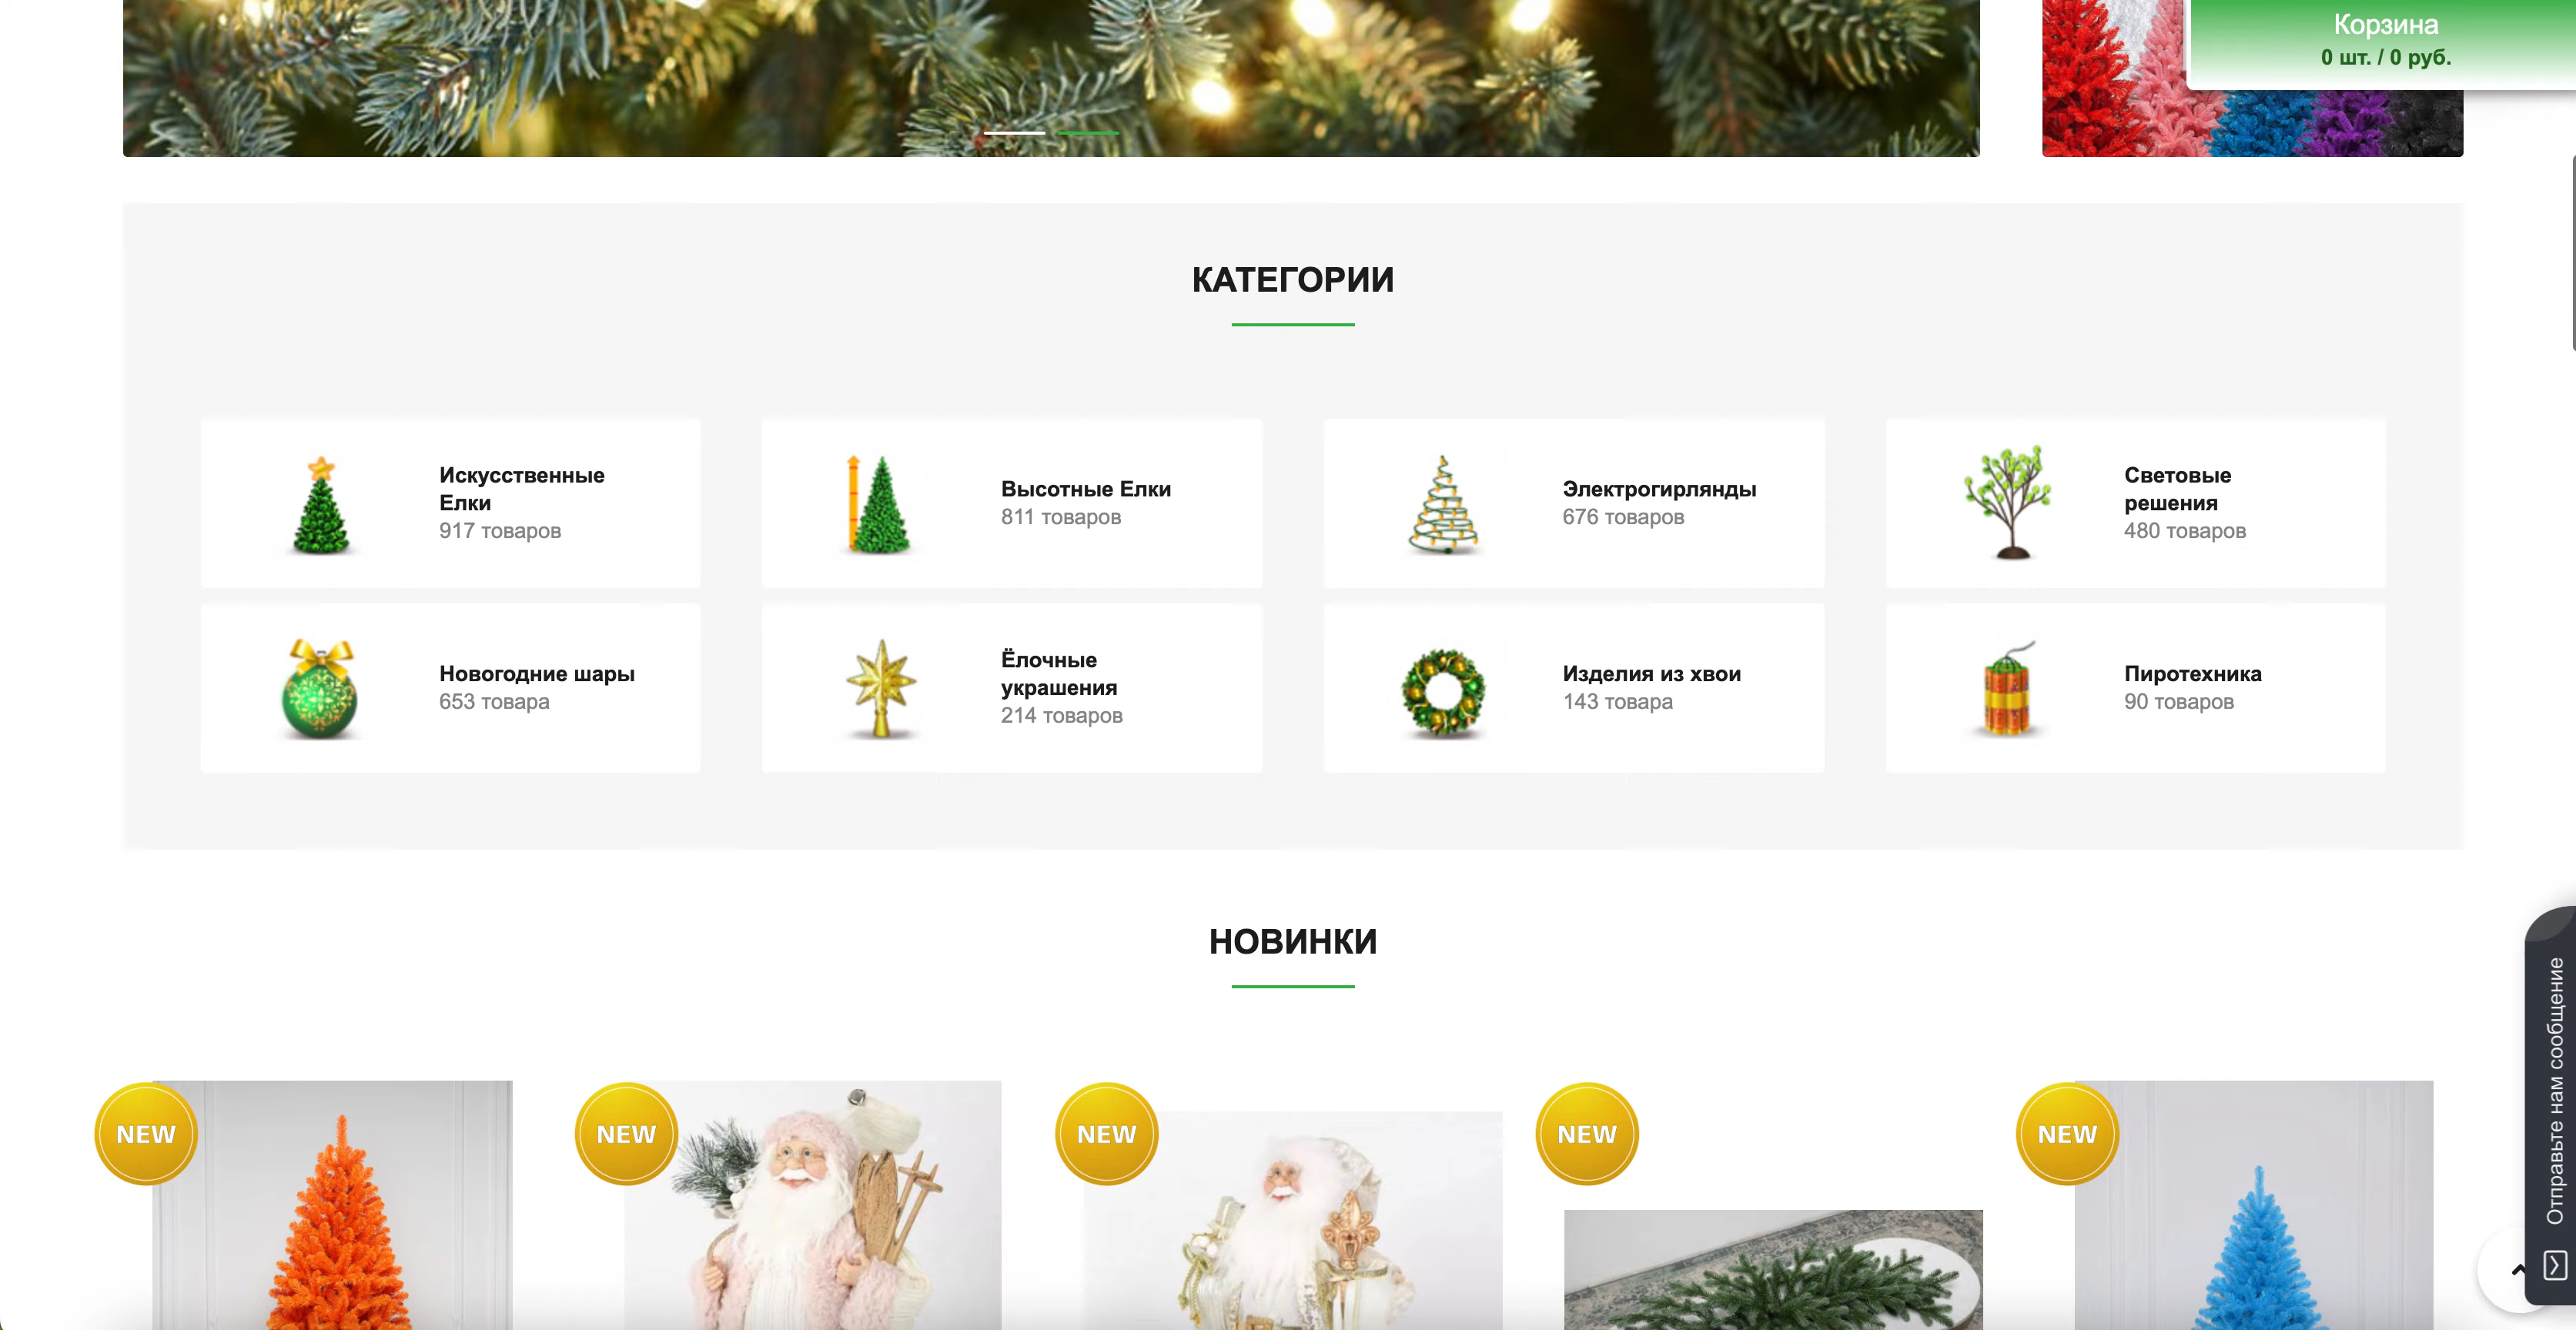 Корзина
0 шт. / 0 руб.
КАТЕГОРИИ
Искусственные
Елки
917 товаров
Высотные Елки
811 товаров
Электрогирлянды
676 товаров
Световые
решения
480 товаров
Новогодние шары
653 товара
Ёлочные
украшения
214 товаров
Изделия из хвои
143 товара
Пиротехника
90 товаров
НОВИНКИ
NEW
NEW
NEW
NEW
NEW
Отправьте нам сообщение